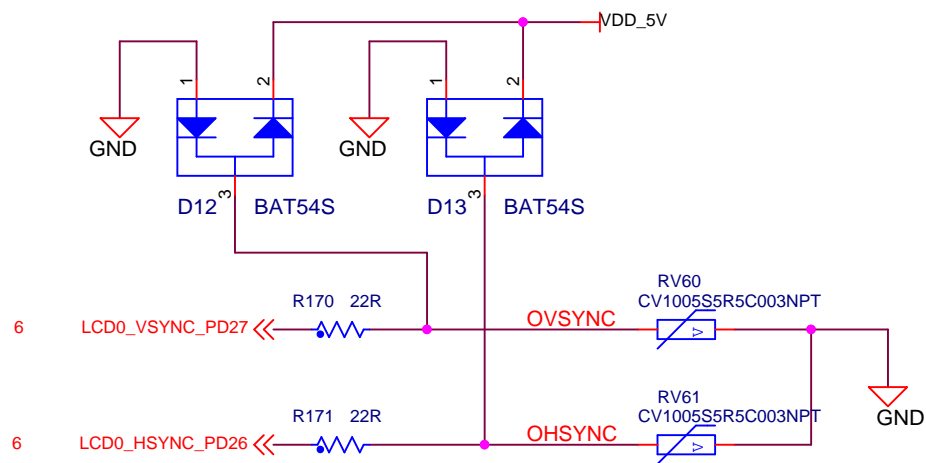 VDD_5V
1 2 1 2
GND GND
3 3
D12 BAT54S D13 BAT54S
RV60
R170 22R CV1005S5R5C003NPT
6 LCD0_VSYNC_PD27 OVSYNC V
RV61
GND
R171 22R CV1005S5R5C003NPT
6 LCD0_HSYNC_PD26 OHSYNC V